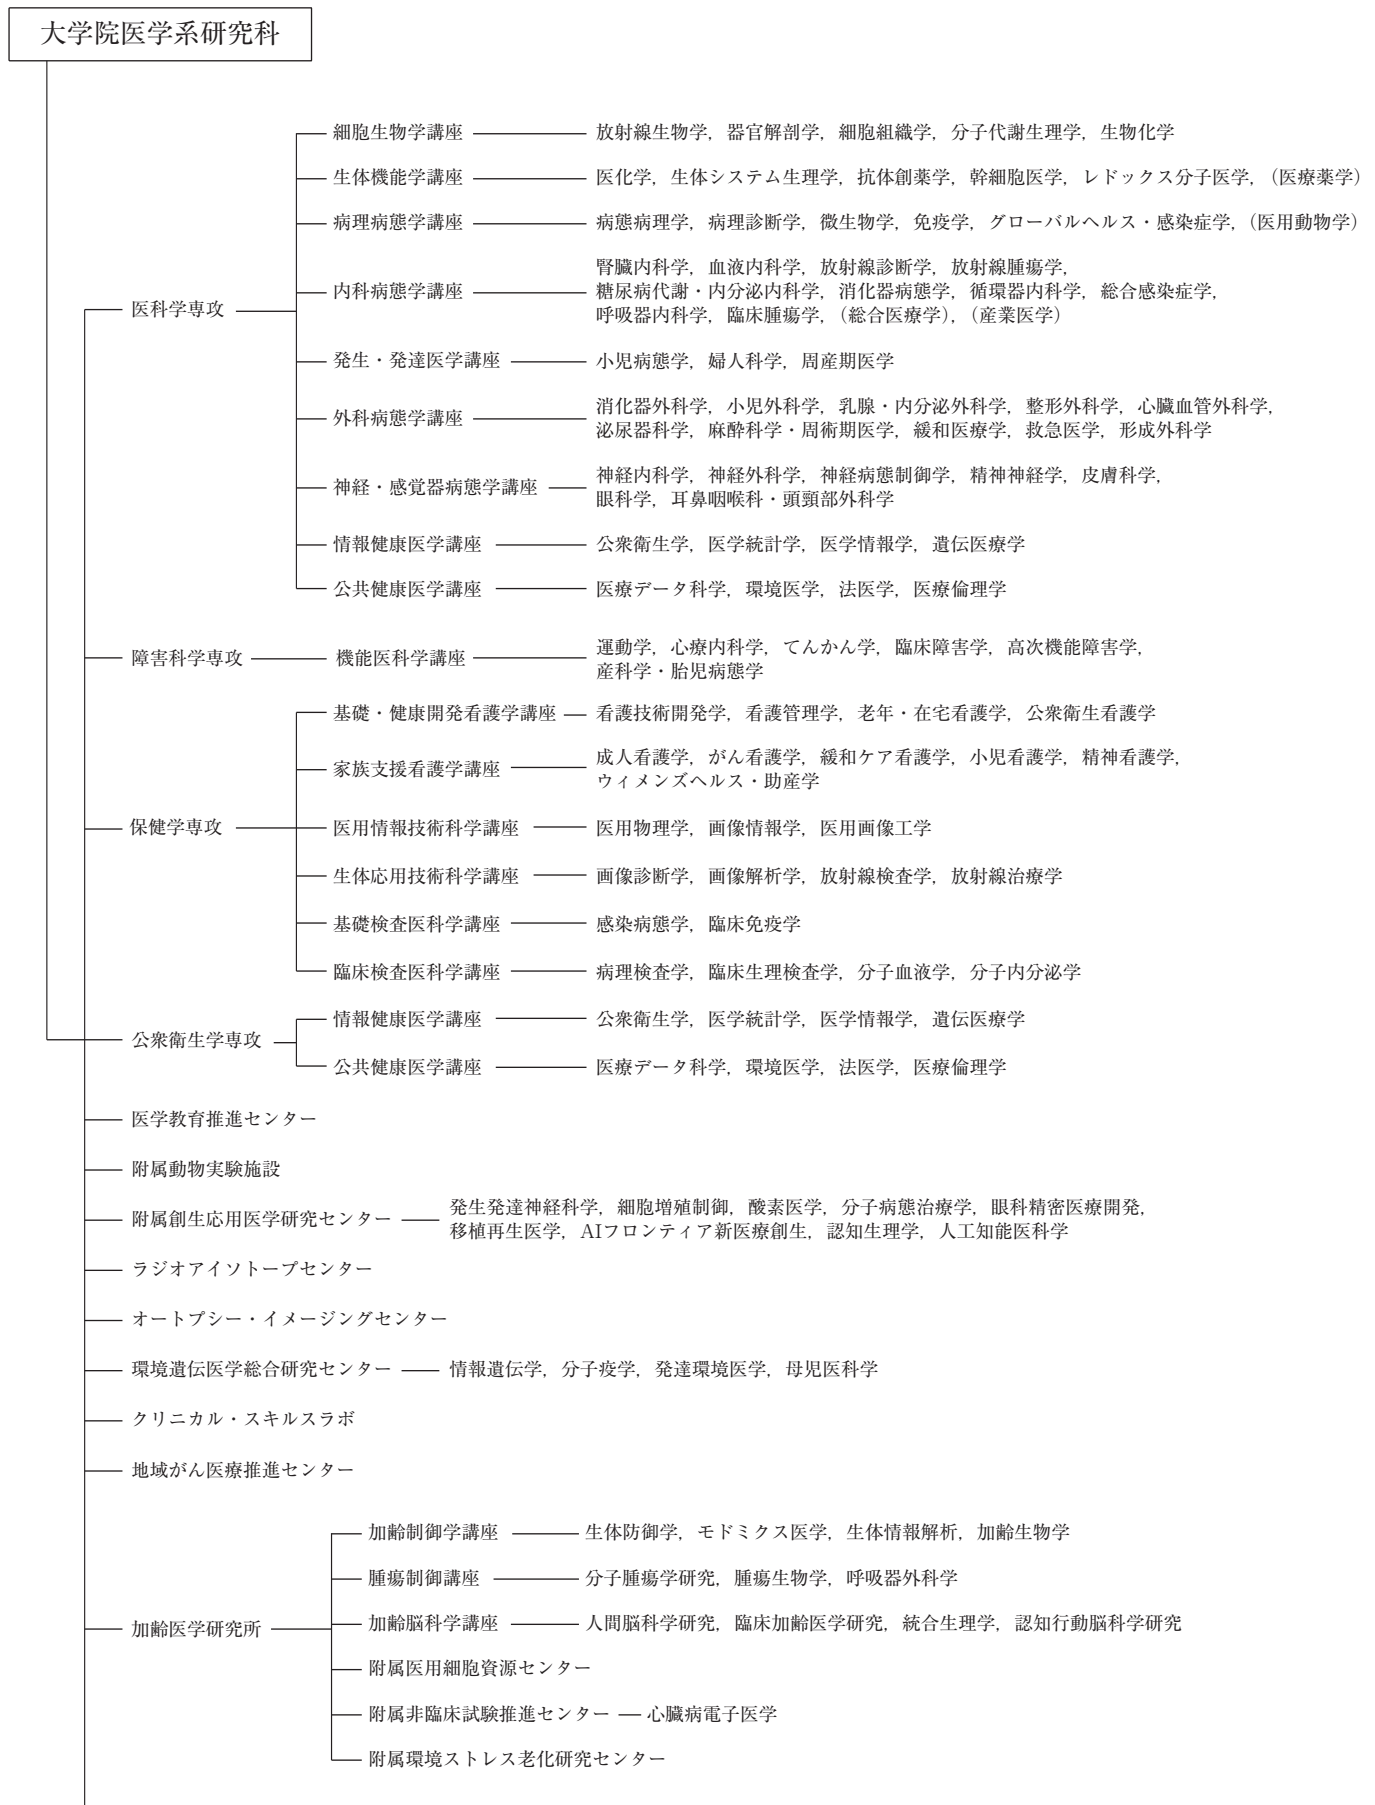 大学院医学系研究科
細胞生物学講座 放射線生物学，器官解剖学，細胞組織学，分子代謝生理学，生物化学
生体機能学講座 医化学，生体システム生理学，抗体創薬学，幹細胞医学，レドックス分子医学，（医療薬学）
病理病態学講座 病態病理学，病理診断学，微生物学，免疫学，グローバルヘルス・感染症学，（医用動物学）
腎臓内科学，血液内科学，放射線診断学，放射線腫瘍学，
医科学専攻 内科病態学講座 糖尿病代謝・内分泌内科学，消化器病態学，循環器内科学，総合感染症学，
呼吸器内科学，臨床腫瘍学，（総合医療学），（産業医学）
発生・発達医学講座 小児病態学，婦人科学，周産期医学
外科病態学講座 消化器外科学，小児外科学，乳腺・内分泌外科学，整形外科学，心臓血管外科学，
泌尿器科学，麻酔科学・周術期医学，緩和医療学，救急医学，形成外科学
神経・感覚器病態学講座 神経内科学，神経外科学，神経病態制御学，精神神経学，皮膚科学，
眼科学，耳鼻咽喉科・頭頸部外科学
情報健康医学講座 公衆衛生学，医学統計学，医学情報学，遺伝医療学
公共健康医学講座 医療データ科学，環境医学，法医学，医療倫理学
障害科学専攻 機能医科学講座 運動学，心療内科学，てんかん学，臨床障害学，高次機能障害学，
産科学・胎児病態学
基礎・健康開発看護学講座 看護技術開発学，看護管理学，老年・在宅看護学，公衆衛生看護学
家族支援看護学講座 成人看護学，がん看護学，緩和ケア看護学，小児看護学，精神看護学，
ウィメンズヘルス・助産学
保健学専攻 医用情報技術科学講座 医用物理学，画像情報学，医用画像工学
生体応用技術科学講座 画像診断学，画像解析学，放射線検査学，放射線治療学
基礎検査医科学講座 感染病態学，臨床免疫学
臨床検査医科学講座 病理検査学，臨床生理検査学，分子血液学，分子内分泌学
情報健康医学講座 公衆衛生学，医学統計学，医学情報学，遺伝医療学
公衆衛生学専攻
公共健康医学講座 医療データ科学，環境医学，法医学，医療倫理学
医学教育推進センター
附属動物実験施設
附属創生応用医学研究センター 発生発達神経科学，細胞増殖制御，酸素医学，分子病態治療学，眼科精密医療開発，
移植再生医学，AIフロンティア新医療創生，認知生理学，人工知能医科学
ラジオアイソトープセンター
オートプシー・イメージングセンター
環境遺伝医学総合研究センター 情報遺伝学，分子疫学，発達環境医学，母児医科学
クリニカル・スキルスラボ
地域がん医療推進センター
加齢制御学講座 生体防御学，モドミクス医学，生体情報解析，加齢生物学
腫瘍制御講座 分子腫瘍学研究，腫瘍生物学，呼吸器外科学
加齢医学研究所 加齢脳科学講座 人間脳科学研究，臨床加齢医学研究，統合生理学，認知行動脳科学研究
附属医用細胞資源センター
附属非臨床試験推進センター 心臓病電子医学
附属環境ストレス老化研究センター